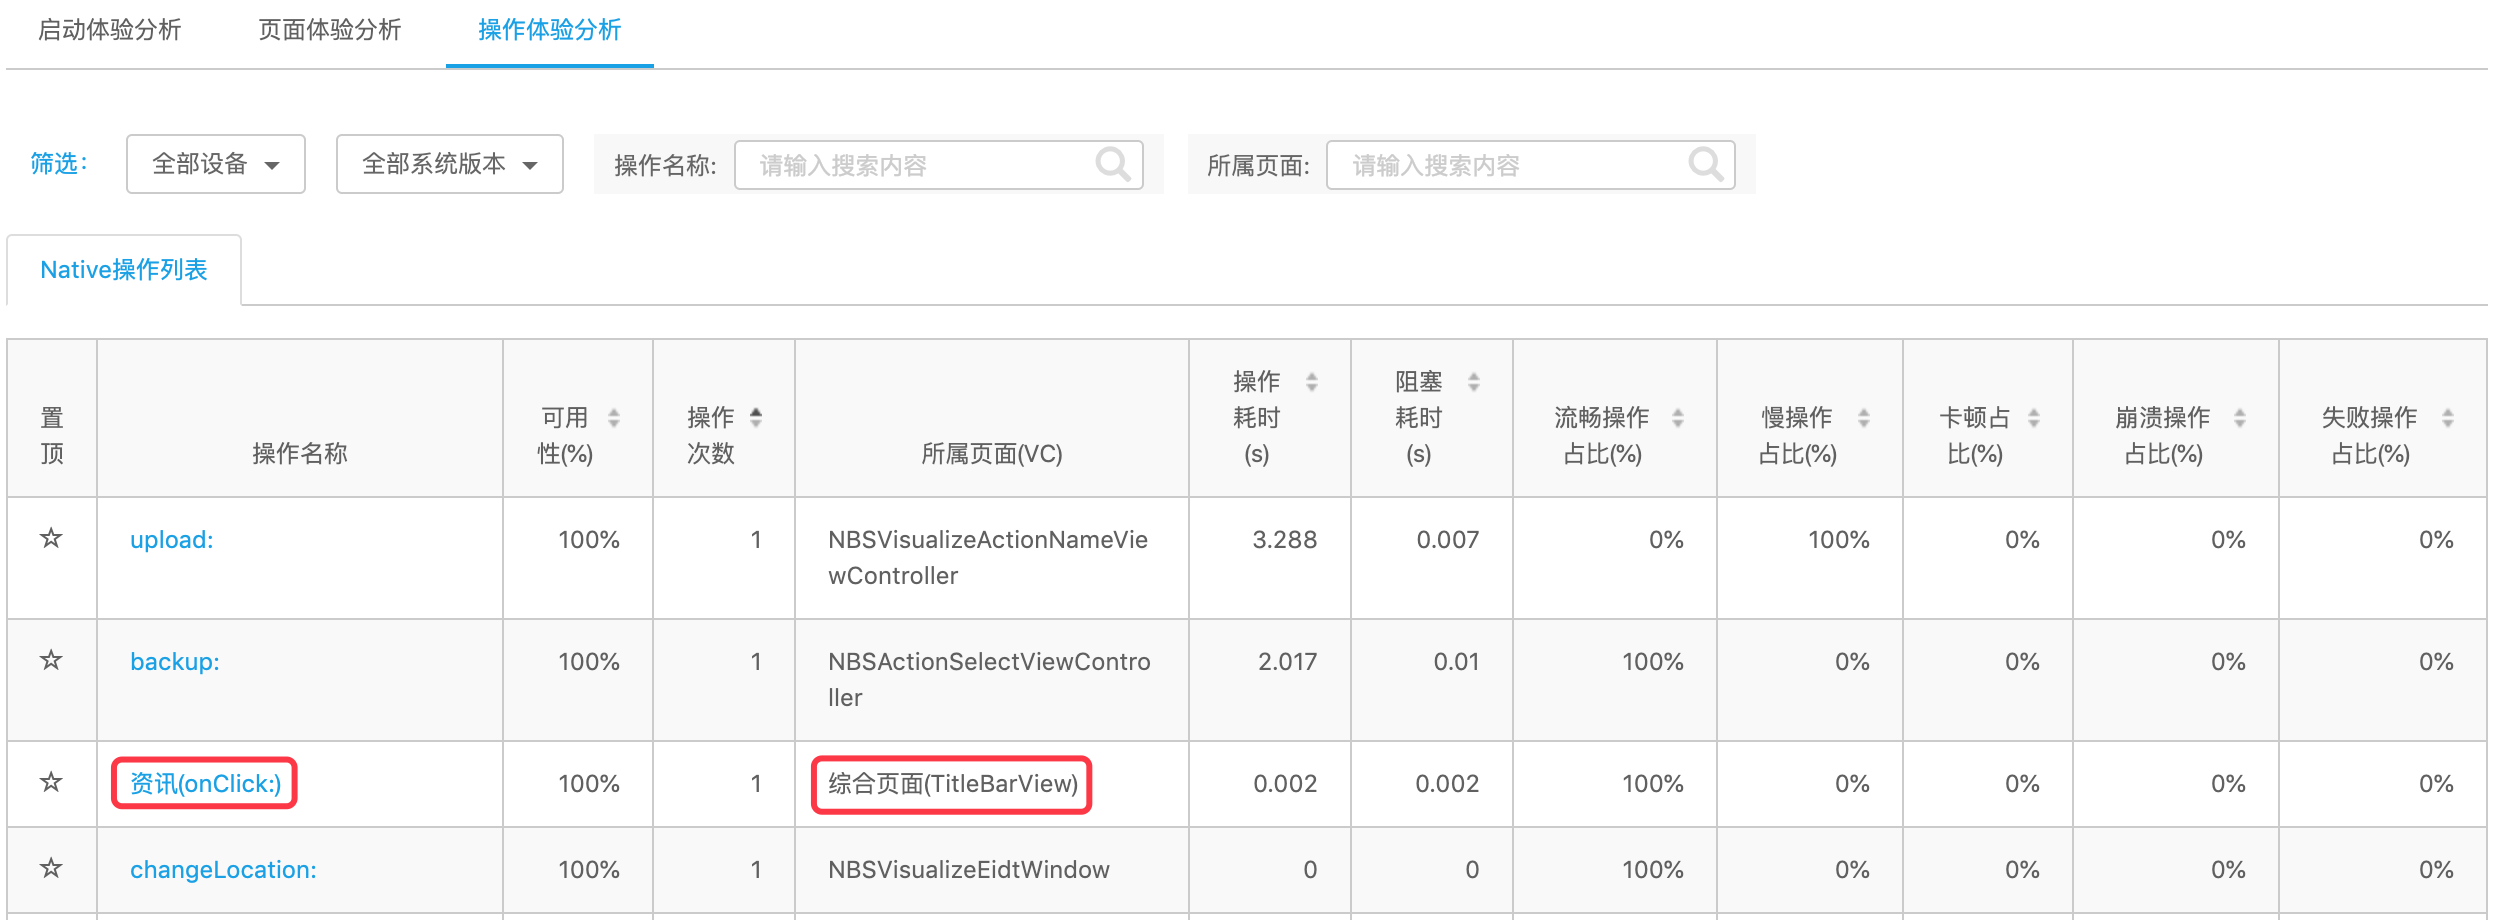 启动体验分析 页面体验分析 操作体验分析
筛选: 全部设备 全部系统版本 操作名称: 请输入搜索内容 所属页面: 请输入搜索内容
Native操作列表
置顶 操作名称 可用性(%) 操作次数 所属页面(VC) 操作耗时(s) 阻塞耗时(s) 流畅操作占比(%) 慢操作占比(%) 卡顿占比(%) 崩溃操作占比(%) 失败操作占比(%)
upload: 100% 1 NBSVisualizeActionNameViewController 3.288 0.007 0% 100% 0% 0% 0%
backup: 100% 1 NBSActionSelectViewController 2.017 0.01 100% 0% 0% 0% 0%
资讯(onClick:) 100% 1 综合页面(TitleBarView) 0.002 0.002 100% 0% 0% 0% 0%
changeLocation: 100% 1 NBSVisualizeEidtWindow 0 0 100% 0% 0% 0% 0%